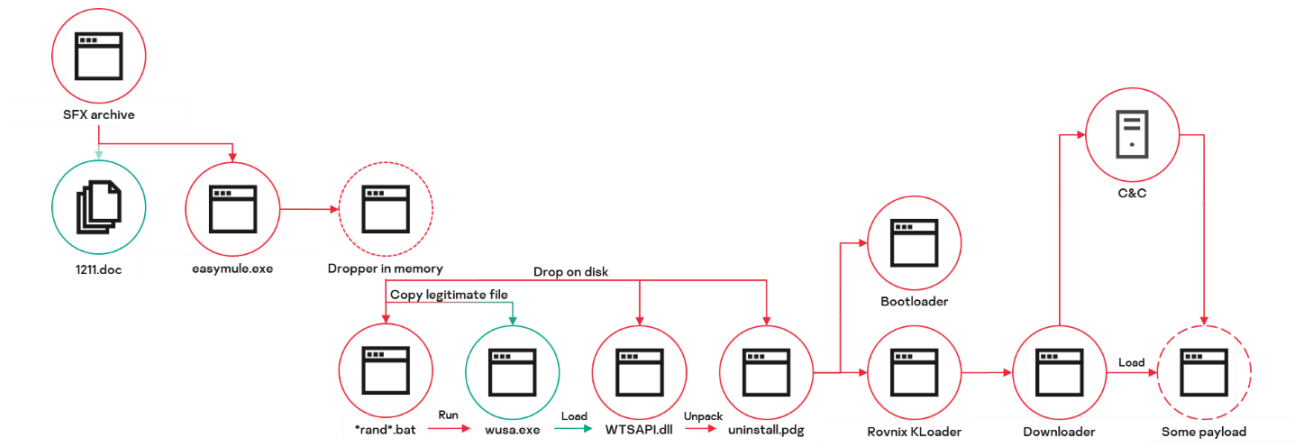 SFX archive
1211.doc
easymule.exe
Dropper in memory
Drop on disk
Copy legitimate file
*rand*.bat
Run
wusa.exe
Load
WTSAPI.dll
Unpack
uninstall.pdg
Bootloader
Rovnix KLoader
Downloader
C&C
Load
Some payload